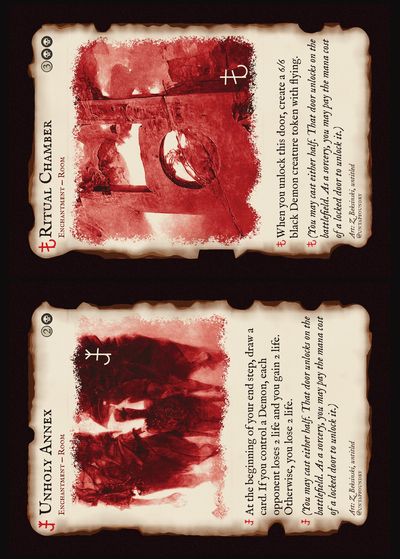 Unholy Annex 2
Enchantment – Room
At the beginning of your end step, draw a
card. If you control a Demon, each
opponent loses 2 life and you gain 2 life.
Otherwise, you lose 2 life.
(You may cast either half. That door unlocks on the
battlefield. As a sorcery, you may pay the mana cost
of a locked door to unlock it.)
Art: Z. Beksinski, untitled
Ritual Chamber 3
Enchantment – Room
When you unlock this door, create a 6/6
black Demon creature token with flying.
(You may cast either half. That door unlocks on the
battlefield. As a sorcery, you may pay the mana cost
of a locked door to unlock it.)
Art: Z. Beksinski, untitled